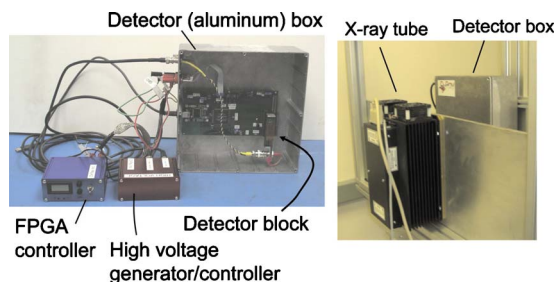 Detector (aluminum) box
X-ray tube
Detector box
FPGA
controller
High voltage
generator/controller
Detector block